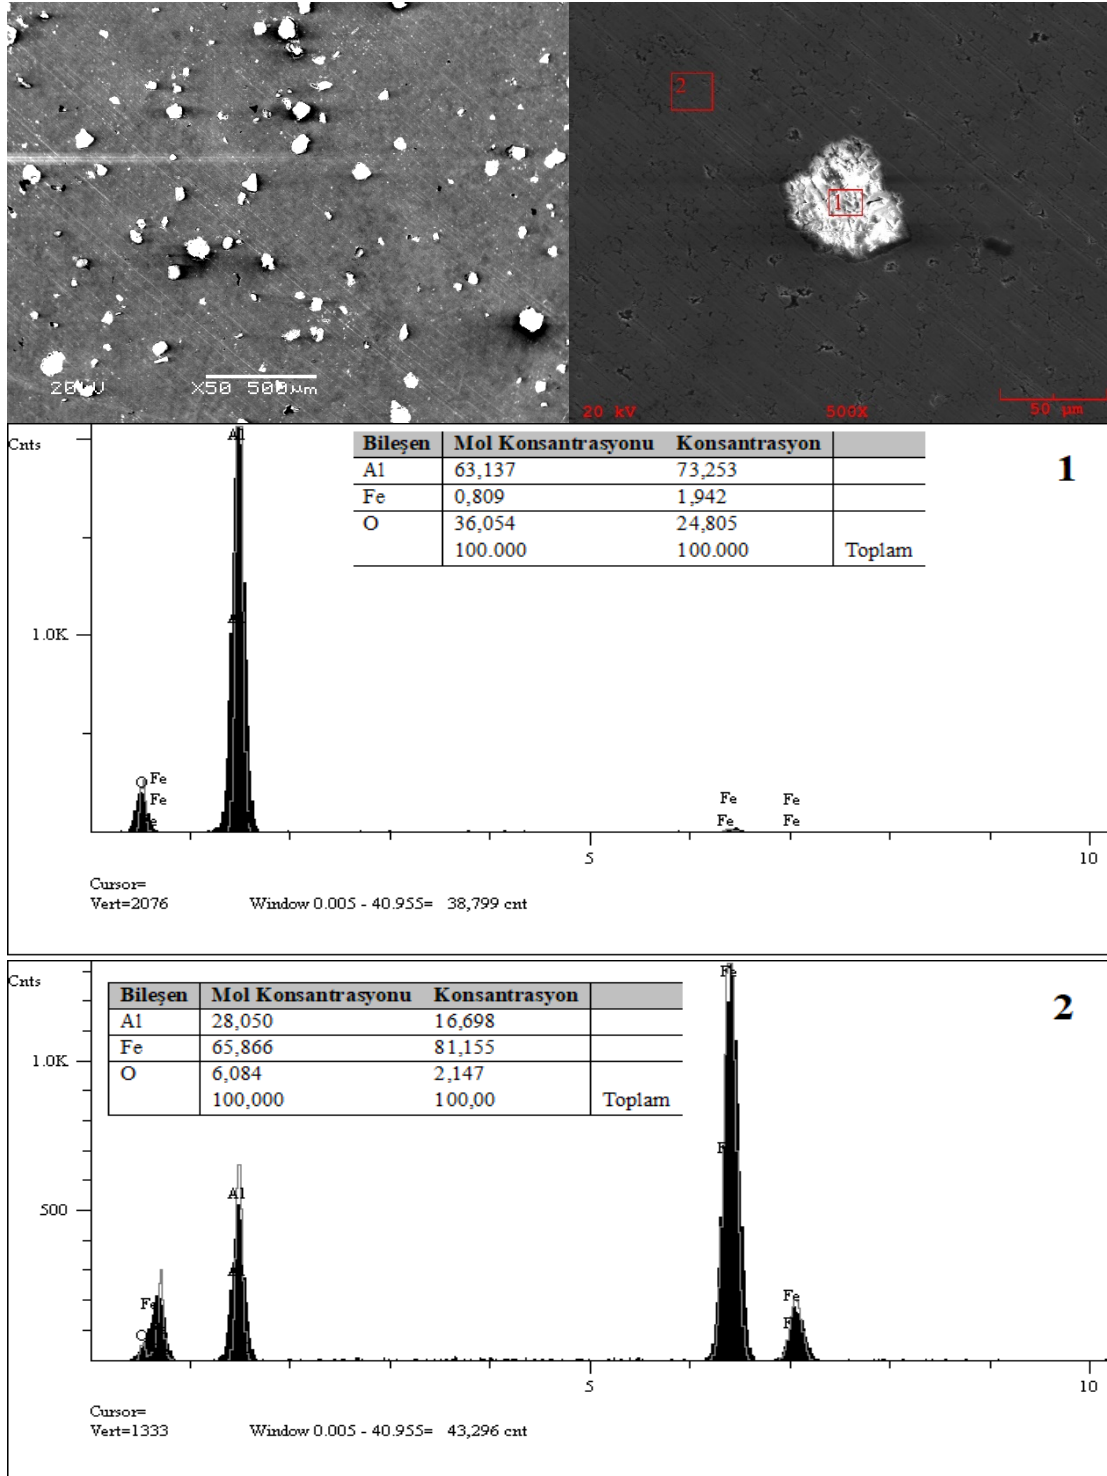 20kV X50 500µm
2
1
20 kV 500X 50 µm
Cnts
Al
Bileşen Mol Konsantrasyonu Konsantrasyon
Al 63,137 73,253
Fe 0,809 1,942
O 36,054 24,805
100.000 100.000 Toplam
1
1.0K
O Fe
Fe
Fe Fe
Fe Fe
5 10
Cursor=
Vert=2076 Window 0.005 - 40.955= 38,799 cnt
Cnts
Bileşen Mol Konsantrasyonu Konsantrasyon
Al 28,050 16,698
Fe 65,866 81,155
O 6,084 2,147
100,000 100,00 Toplam
Fe
2
1.0K
500
Al
Fe
O
Fe
5 10
Cursor=
Vert=1333 Window 0.005 - 40.955= 43,296 cnt